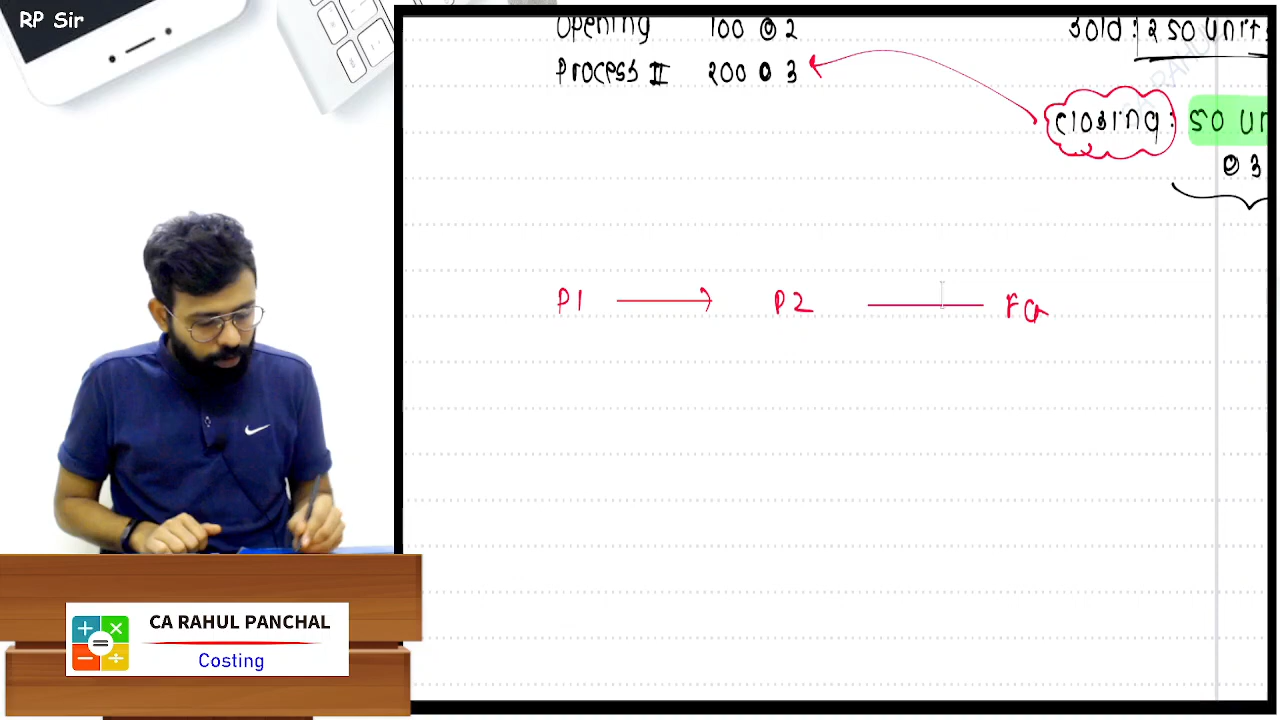 RP Sir
Opening 100 @ 2
Sold : 250 Unit
Process II 200 @ 3
Closing : 50 Un
@ 3
P1 → P2 — FG
CA RAHUL PANCHAL
Costing